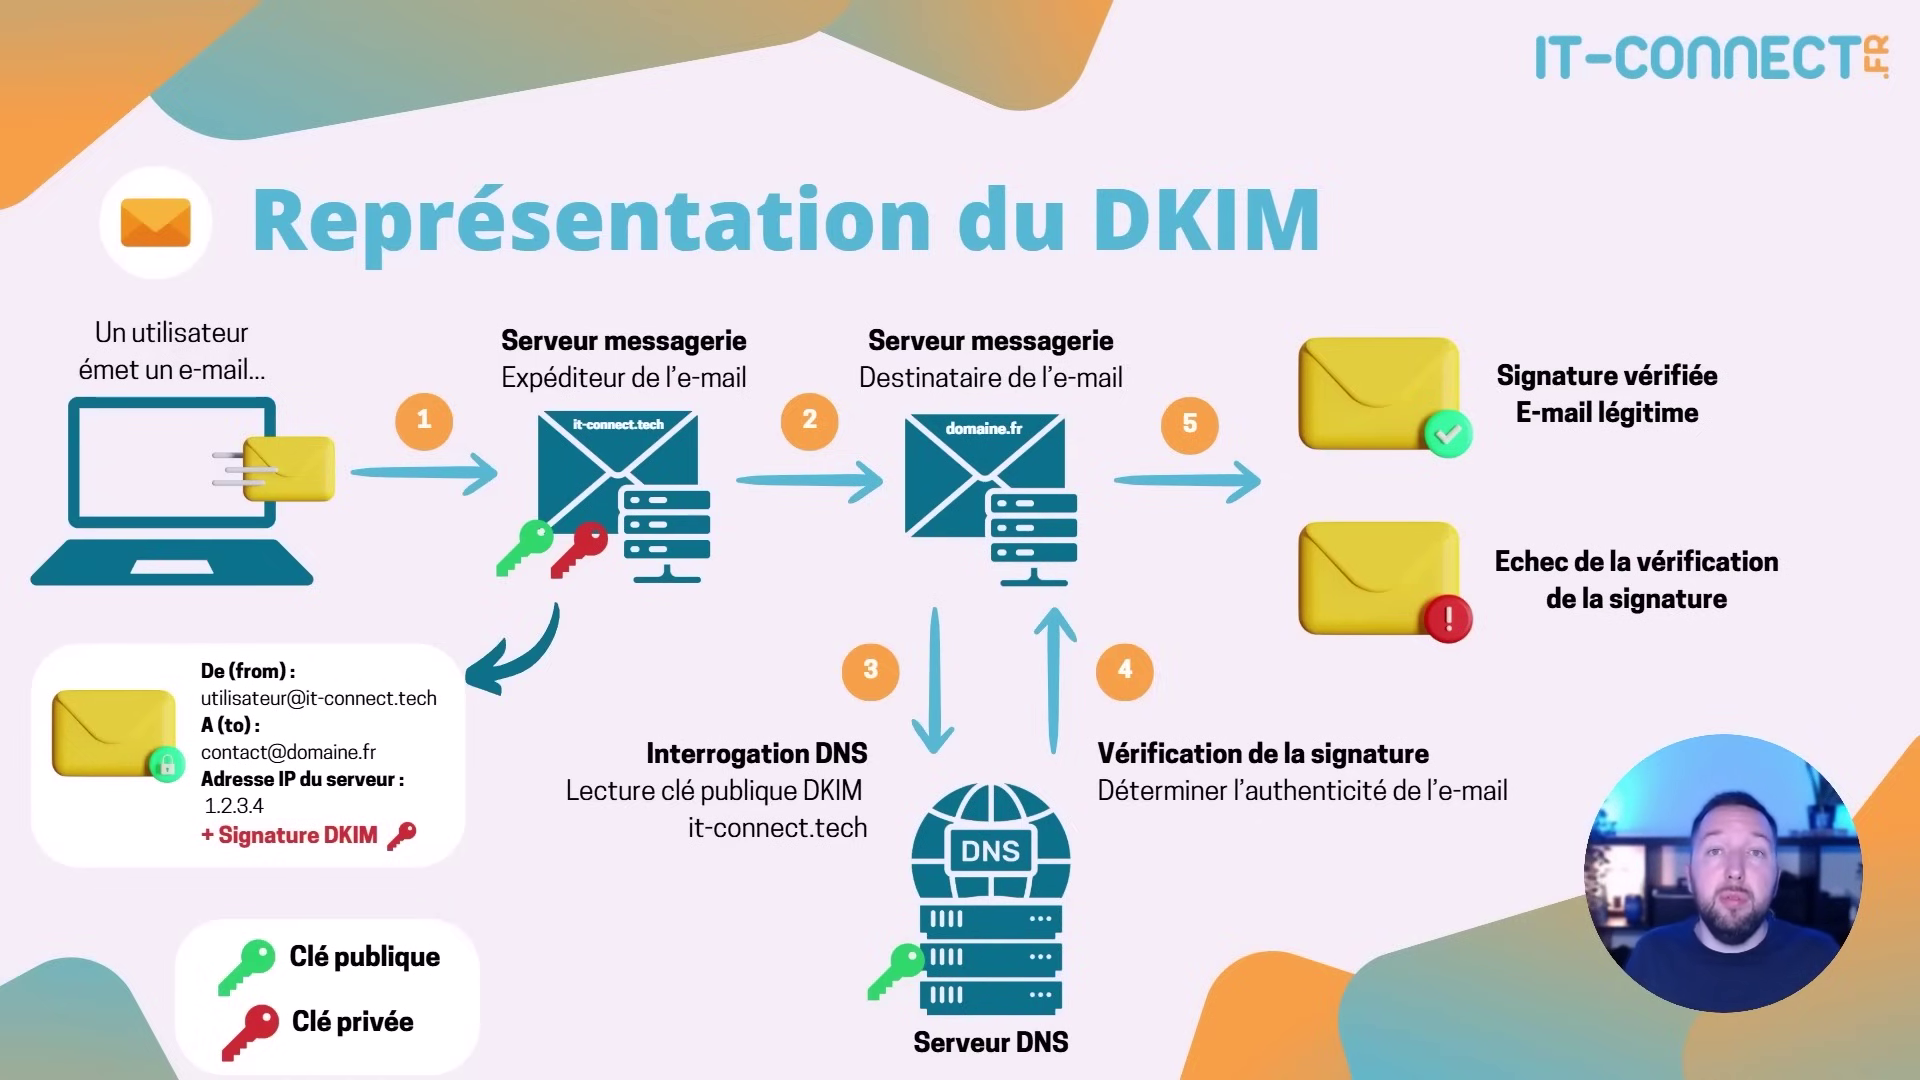 IT-CONNECT.FR
Représentation du DKIM
Un utilisateur
émet un e-mail...
1
Serveur messagerie
Expéditeur de l'e-mail
it-connect.tech
2
Serveur messagerie
Destinataire de l'e-mail
domaine.fr
5
Signature vérifiée
E-mail légitime
Echec de la vérification
de la signature
De (from) :
utilisateur@it-connect.tech
A (to) :
contact@domaine.fr
Adresse IP du serveur :
1.2.3.4
+ Signature DKIM
3
Interrogation DNS
Lecture clé publique DKIM
it-connect.tech
4
Vérification de la signature
Déterminer l'authenticité de l'e-mail
DNS
Serveur DNS
Clé publique
Clé privée